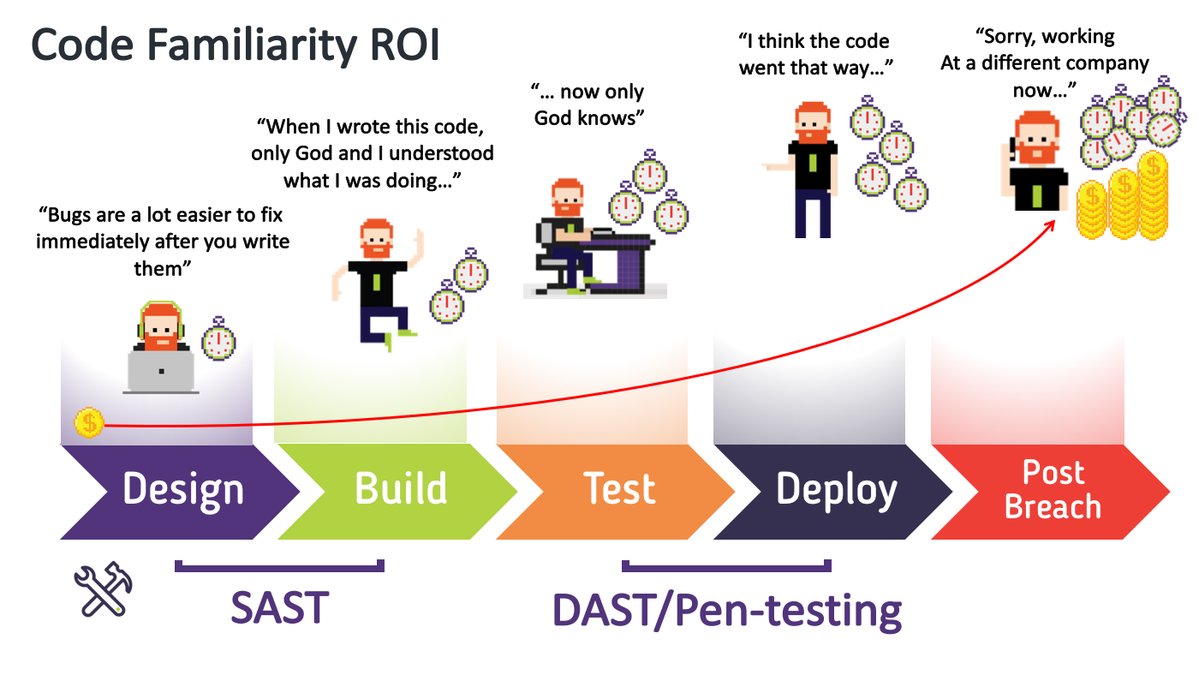 Code Familiarity ROI
“Bugs are a lot easier to fix
immediately after you write
them”
“When I wrote this code,
only God and I understood
what I was doing...”
“... now only
God knows”
“I think the code
went that way...”
“Sorry, working
At a different company
now...”
$
Design
Build
Test
Deploy
Post
Breach
SAST
DAST/Pen-testing